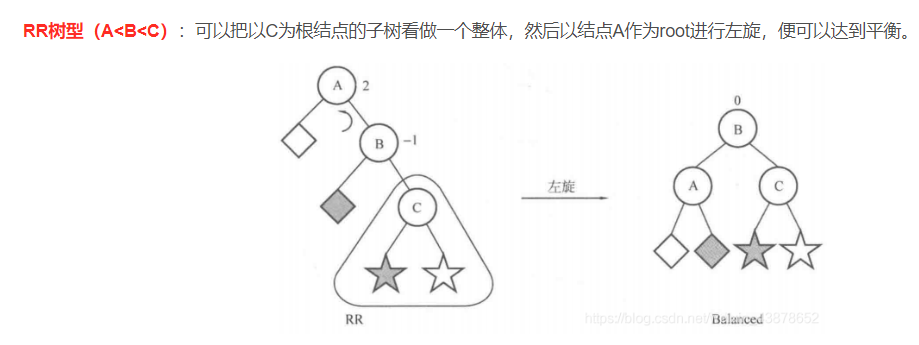 RR树型（A<B<C）：可以把以C为根结点的子树看做一个整体，然后以结点A作为root进行左旋，便可以达到平衡。
A 2
0
B
B -1
左旋
A C
C
RR
https://blog.csdn.net/
Balanced
43878652